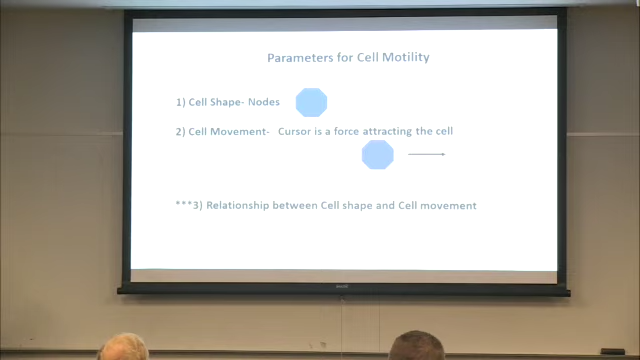 Parameters for Cell Motility
1) Cell Shape- Nodes
2) Cell Movement- Cursor is a force attracting the cell
***3) Relationship between Cell shape and Cell movement